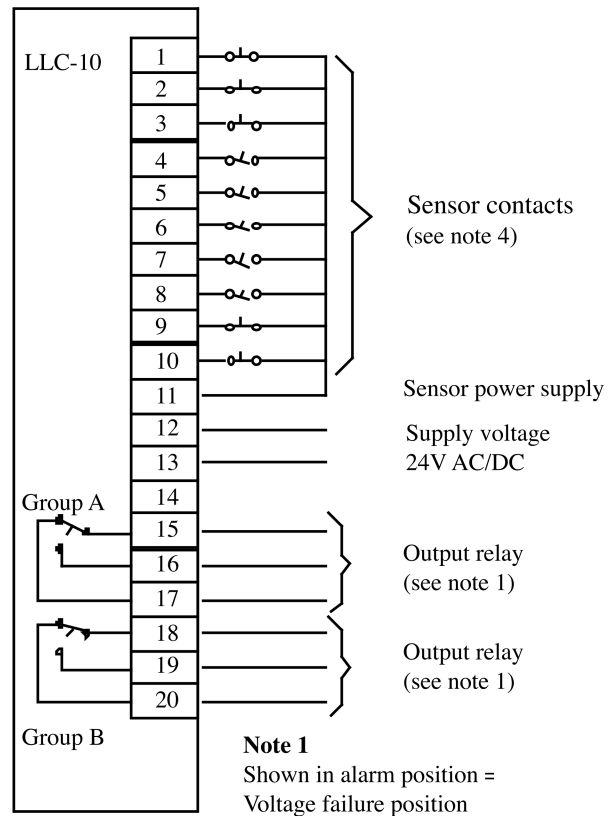 LLC-10
1
2
3
4
5
6
7
8
9
10
11
12
13
14
15
16
17
18
19
20
Sensor contacts
(see note 4)
Sensor power supply
Supply voltage
24V AC/DC
Group A
Output relay
(see note 1)
Output relay
(see note 1)
Group B
Note 1
Shown in alarm position =
Voltage failure position